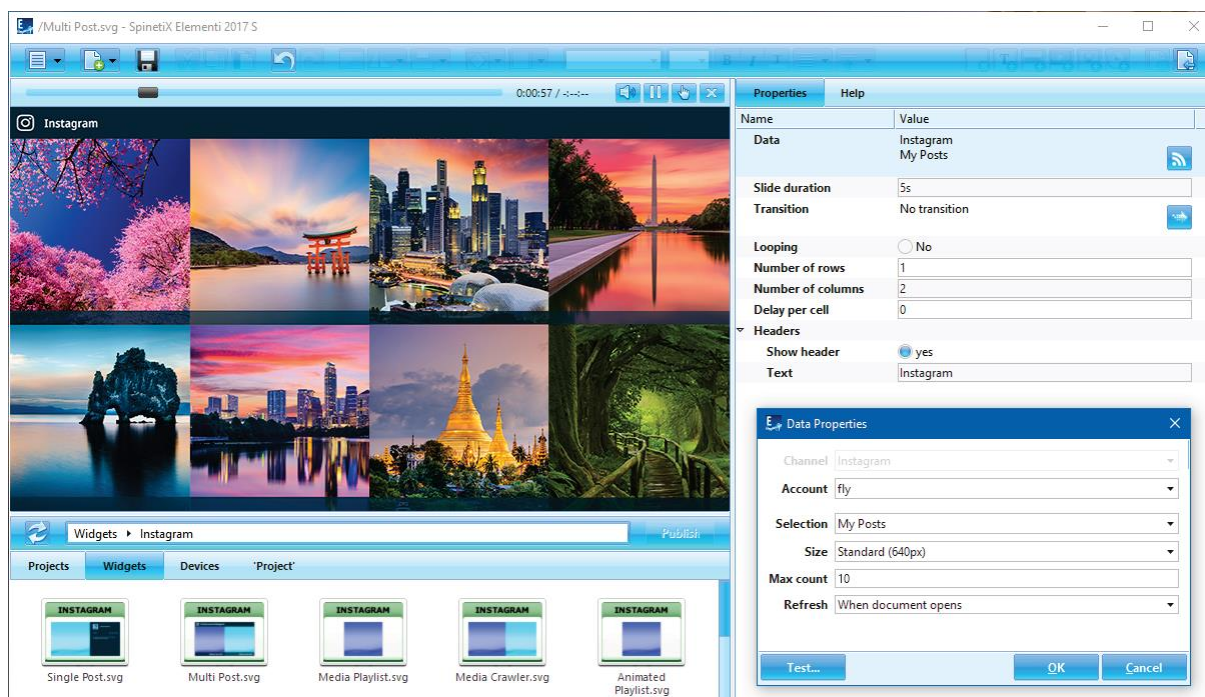 /Multi Post.svg - SpinetiX Elementi 2017 S
0:00:57 / -:--:--
Instagram
Properties
Help
Name
Value
Data
Instagram
My Posts
Slide duration
5s
Transition
No transition
Looping
No
Number of rows
1
Number of columns
2
Delay per cell
0
Headers
Show header
yes
Text
Instagram
Widgets
Instagram
Publish
Projects
Widgets
Devices
'Project'
INSTAGRAM
INSTAGRAM
INSTAGRAM
INSTAGRAM
INSTAGRAM
Single Post.svg
Multi Post.svg
Media Playlist.svg
Media Crawler.svg
Animated
Playlist.svg
Data Properties
Channel
Instagram
Account
fly
Selection
My Posts
Size
Standard (640px)
Max count
10
Refresh
When document opens
Test...
OK
Cancel